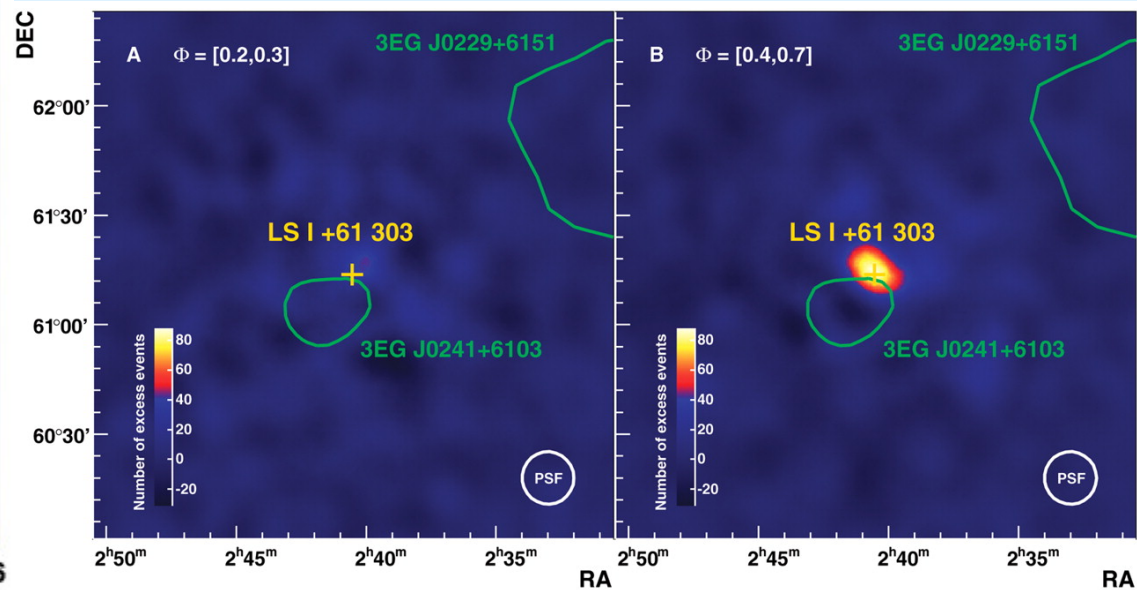 DEC
A Φ = [0.2,0.3] 3EG J0229+6151
B Φ = [0.4,0.7] 3EG J0229+6151
62°00’
61°30’
61°00’
60°30’
LS I +61 303
LS I +61 303
3EG J0241+6103
3EG J0241+6103
Number of excess events
80
60
40
20
0
-20
PSF
Number of excess events
80
60
40
20
0
-20
PSF
2h50m 2h45m 2h40m 2h35m
2h50m 2h45m 2h40m 2h35m
RA
RA